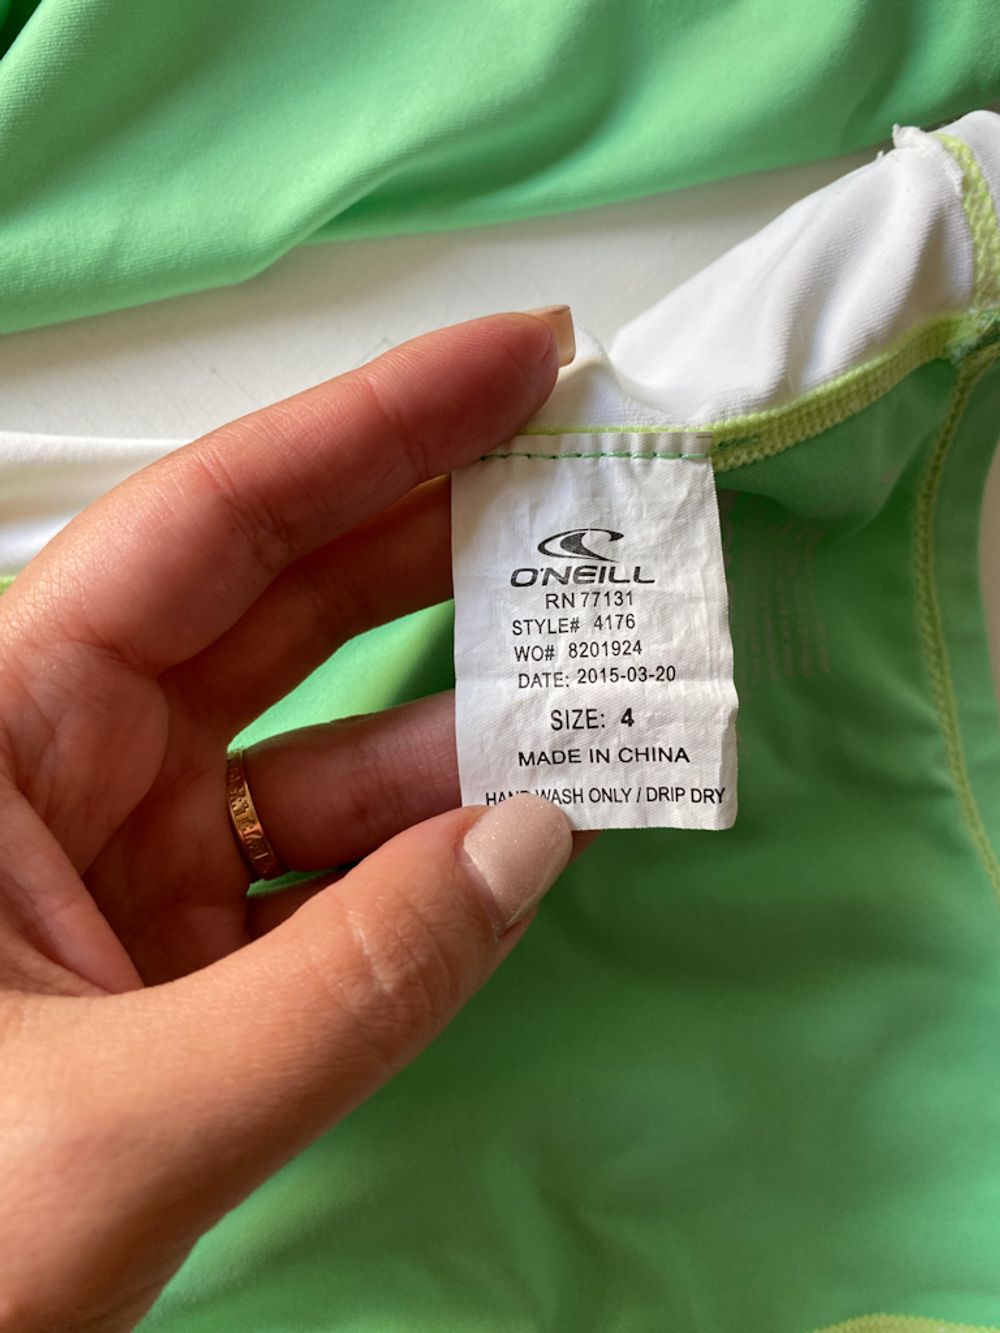 O'NEILL
RN 77131
STYLE# 4176
WO# 8201924
DATE: 2015-03-20
SIZE: 4
MADE IN CHINA
HAND WASH ONLY / DRIP DRY